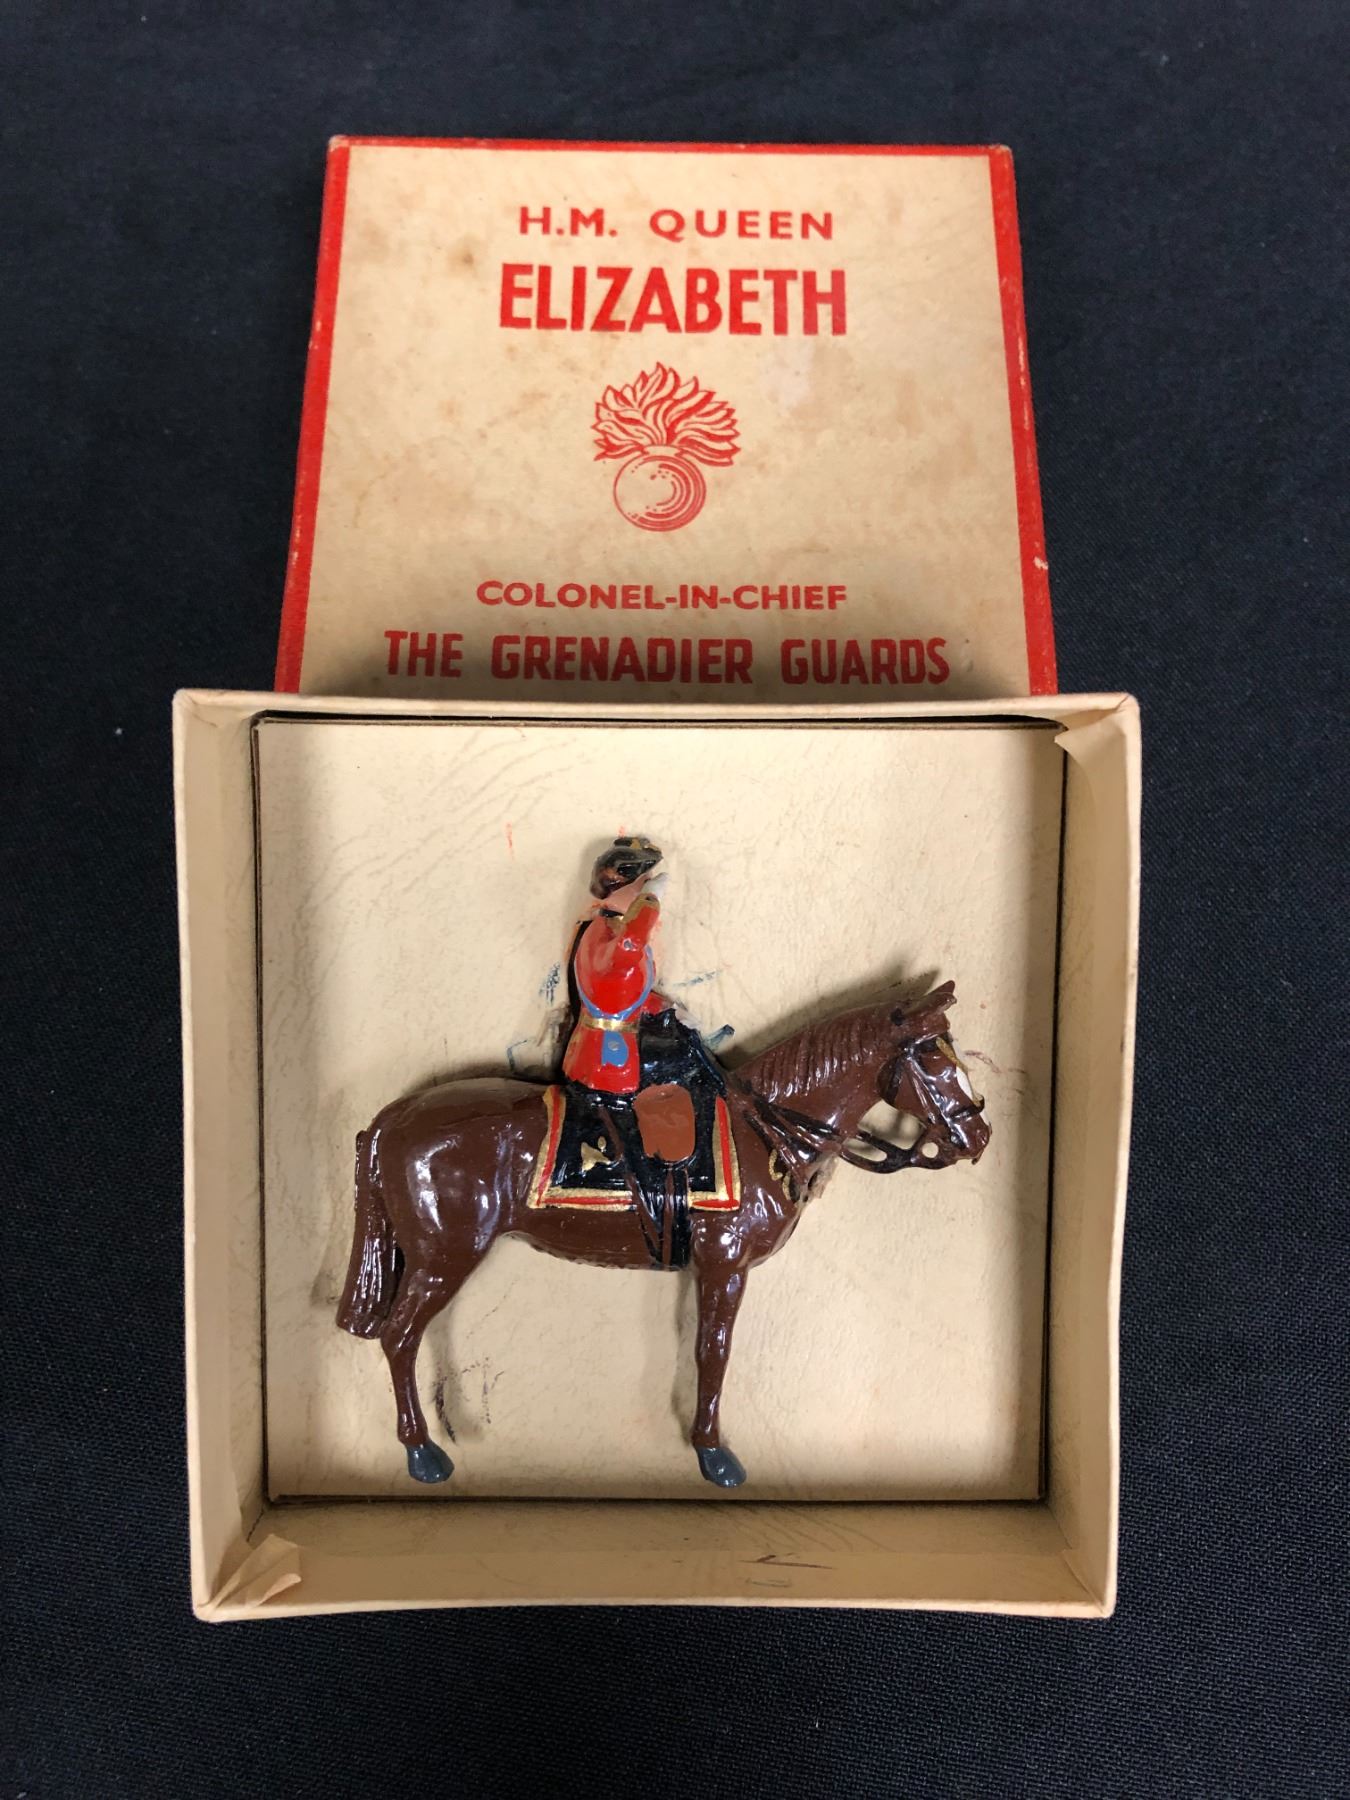 H.M. QUEEN
ELIZABETH
COLONEL-IN-CHIEF
THE GRENADIER GUARDS